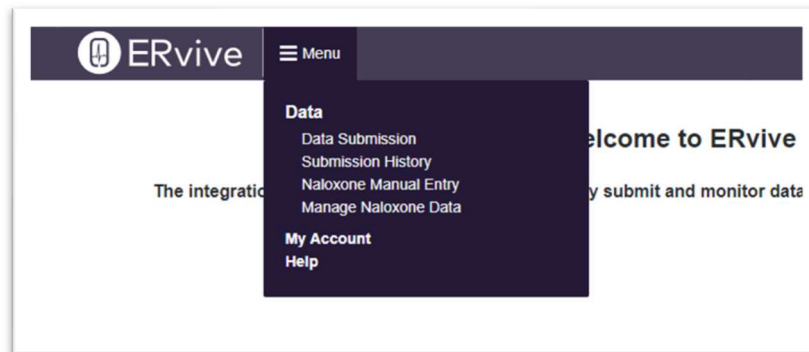 ERvive Menu
Data
Data Submission
Submission History
Naloxone Manual Entry
Manage Naloxone Data
My Account
Help
elcome to ERvive
The integratio y submit and monitor data